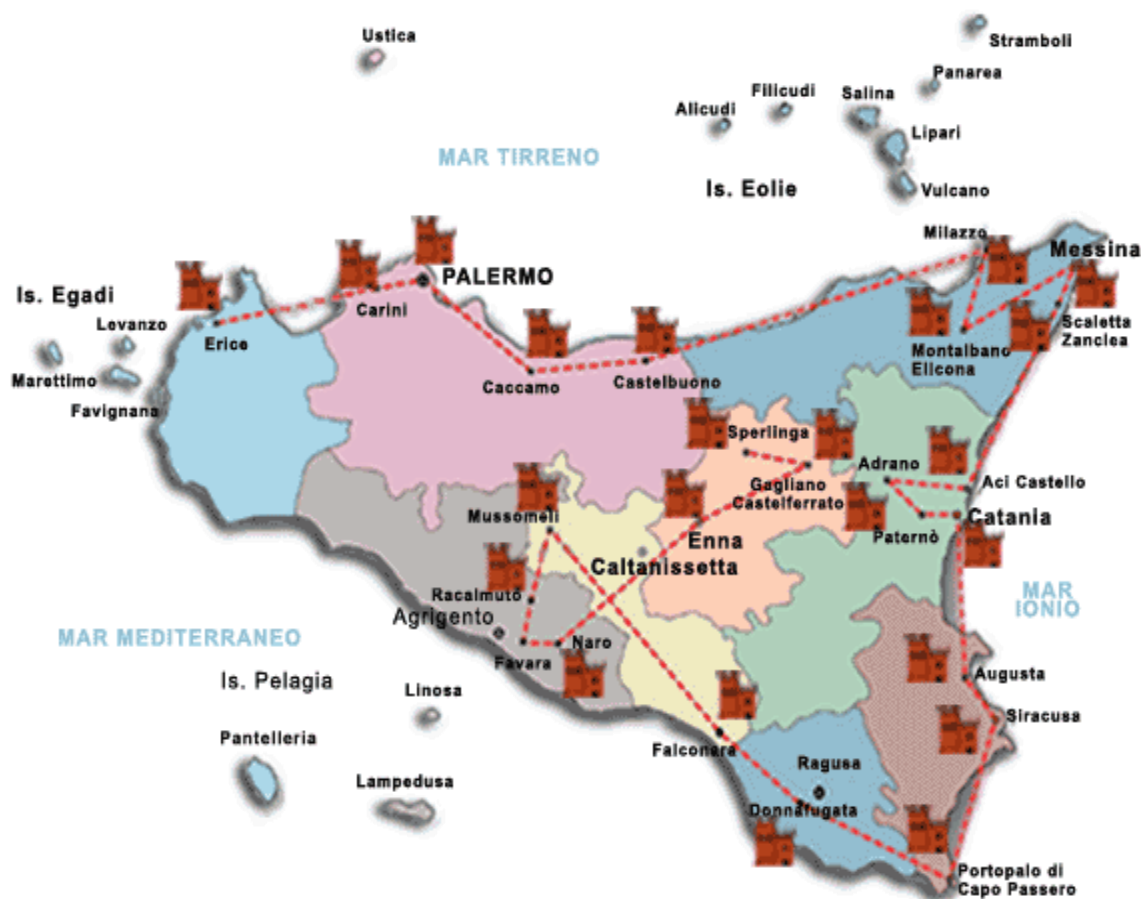 Ustica
Stramboli
Panarea
Filicudi
Salina
Alicudi
Lipari
MAR TIRRENO
Is. Eolie
Vulcano
Milazzo
Messina
PALERMO
Is. Egadi
Carini
Levanzo
Erice
Scaletta
Zanclea
Montalbano
Elicona
Marettimo
Caccamo
Castelbuono
Favignana
Sperlinga
Adrano
Gagliano
Castelferrato
Aci Castello
Mussomeli
Catania
Paternò
Enna
Caltanissetta
Racalmuto
MAR
IONIO
Agrigento
MAR MEDITERRANEO
Naro
Favara
Augusta
Is. Pelagia
Linosa
Siracusa
Pantelleria
Falconara
Ragusa
Lampedusa
Donnafugata
Portopalo di
Capo Passero